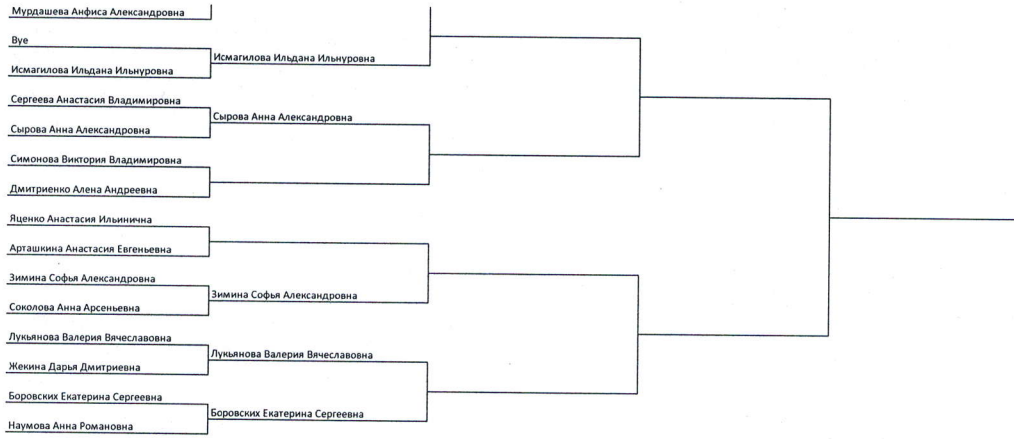 Мурдашева Анфиса Александровна
Bye
Исмагилова Ильдана Ильнуровна
Исмагилова Ильдана Ильнуровна
Сергеева Анастасия Владимировна
Сырова Анна Александровна
Сырова Анна Александровна
Симонова Виктория Владимировна
Дмитриенко Алена Андреевна
Яценко Анастасия Ильинична
Арташкина Анастасия Евгеньевна
Зимина Софья Александровна
Зимина Софья Александровна
Соколова Анна Арсеньевна
Лукьянова Валерия Вячеславовна
Лукьянова Валерия Вячеславовна
Жекина Дарья Дмитриевна
Боровских Екатерина Сергеевна
Боровских Екатерина Сергеевна
Наумова Анна Романовна